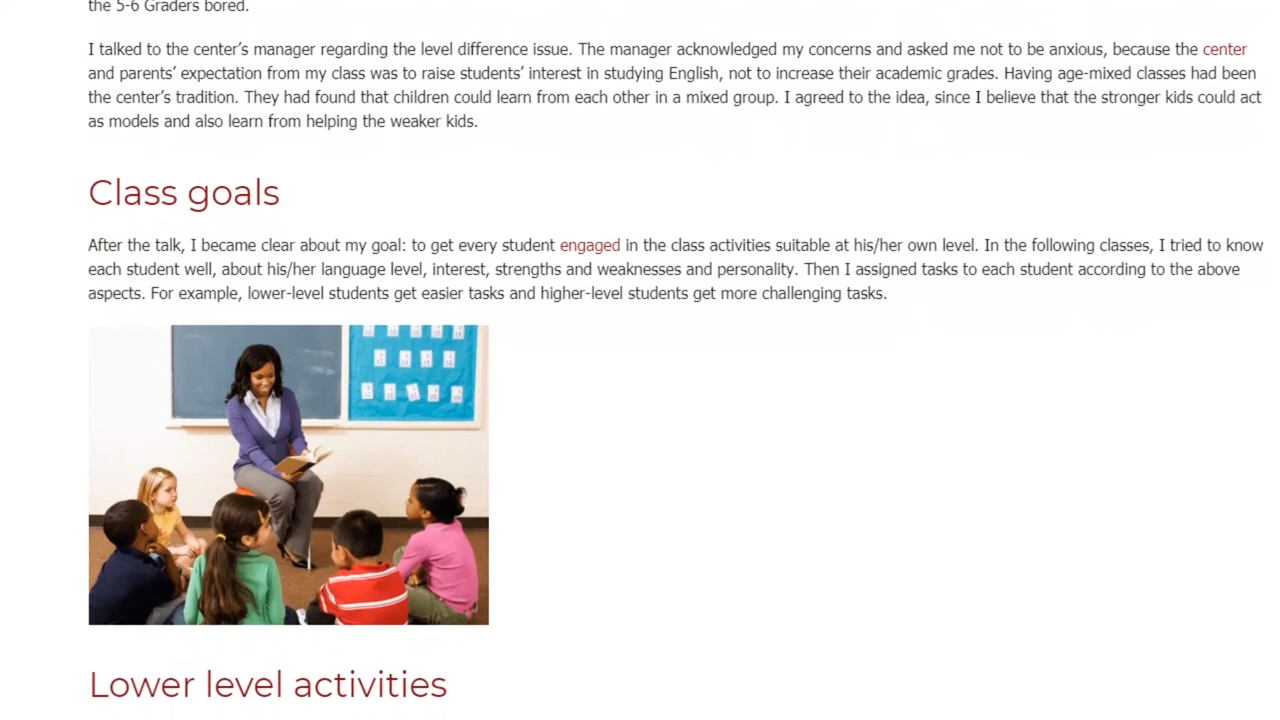 the 5-6 Graders bored.
I talked to the center’s manager regarding the level difference issue. The manager acknowledged my concerns and asked me not to be anxious, because the center
and parents’ expectation from my class was to raise students’ interest in studying English, not to increase their academic grades. Having age-mixed classes had been
the center’s tradition. They had found that children could learn from each other in a mixed group. I agreed to the idea, since I believe that the stronger kids could act
as models and also learn from helping the weaker kids.
Class goals
After the talk, I became clear about my goal: to get every student engaged in the class activities suitable at his/her own level. In the following classes, I tried to know
each student well, about his/her language level, interest, strengths and weaknesses and personality. Then I assigned tasks to each student according to the above
aspects. For example, lower-level students get easier tasks and higher-level students get more challenging tasks.
Lower level activities